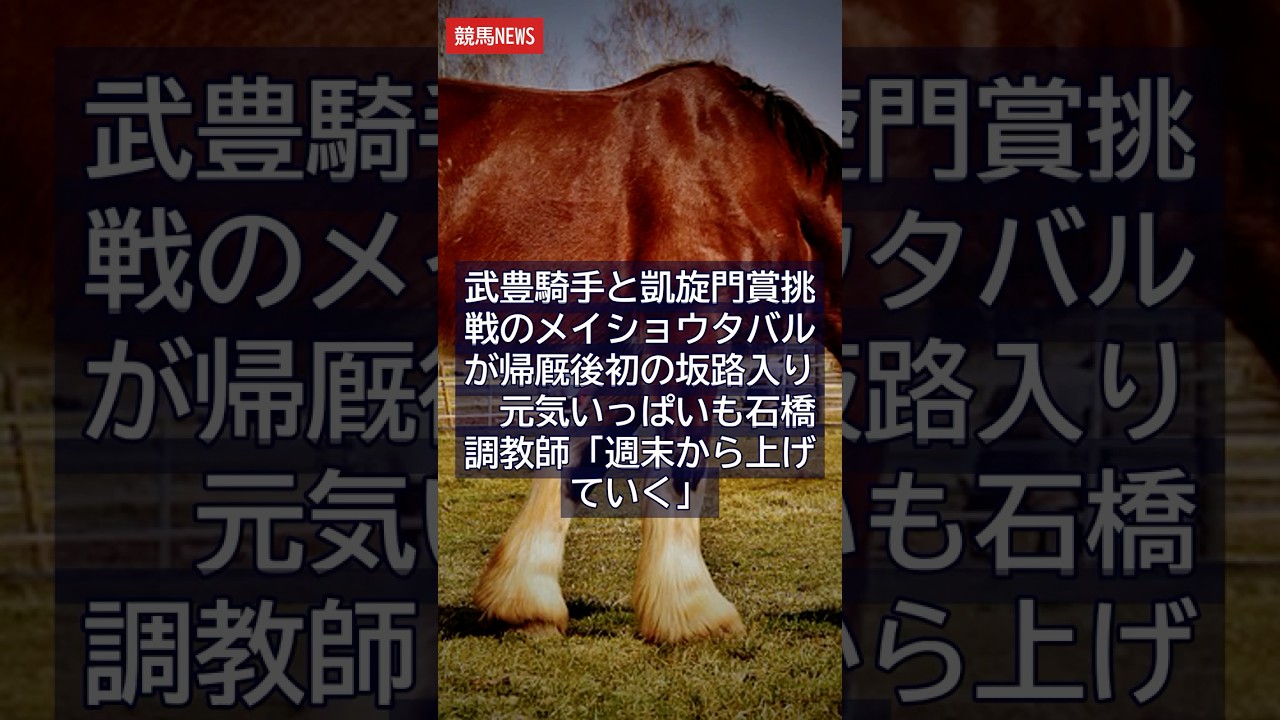 競馬NEWS
武豊騎手と凱旋門賞挑
戦のメイショウタバル
が帰厩後初の坂路入り
元気いっぱいも石橋
調教師「週末から上げ
ていく」